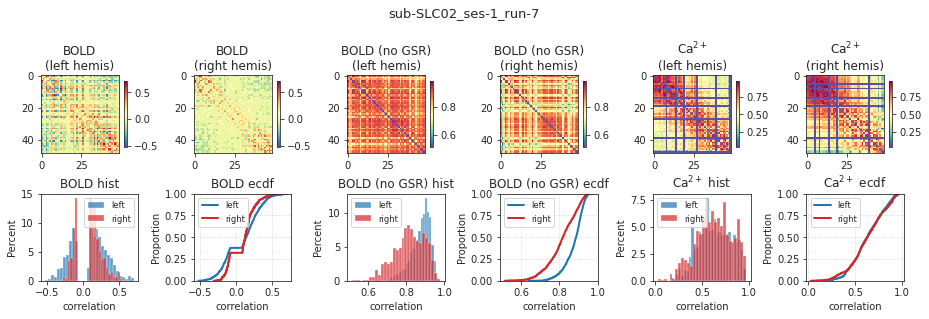 sub-SLC02_ses-1_run-7
BOLD
(left hemis)
BOLD
(right hemis)
BOLD (no GSR)
(left hemis)
BOLD (no GSR)
(right hemis)
Ca²⁺
(left hemis)
Ca²⁺
(right hemis)
0
20
40
0
25
0.5
0.0
−0.5
0
20
40
0
25
0.5
0.0
−0.5
0
20
40
0
25
0.8
0.6
0
20
40
0
25
0.8
0.6
0
20
40
0
25
0.75
0.50
0.25
0
20
40
0
25
0.75
0.50
0.25
BOLD hist
Percent
15
10
5
0
−0.5
0.0
0.5
correlation
left
right
BOLD ecdf
Proportion
1.00
0.75
0.50
0.25
0.00
−0.5
0.0
0.5
correlation
left
right
BOLD (no GSR) hist
Percent
10
5
0
0.6
0.8
1.0
correlation
left
right
BOLD (no GSR) ecdf
Proportion
1.00
0.75
0.50
0.25
0.00
0.6
0.8
1.0
correlation
left
right
Ca²⁺ hist
Percent
7.5
5.0
2.5
0.0
0.0
0.5
1.0
correlation
left
right
Ca²⁺ ecdf
Proportion
1.00
0.75
0.50
0.25
0.00
0.0
0.5
1.0
correlation
left
right